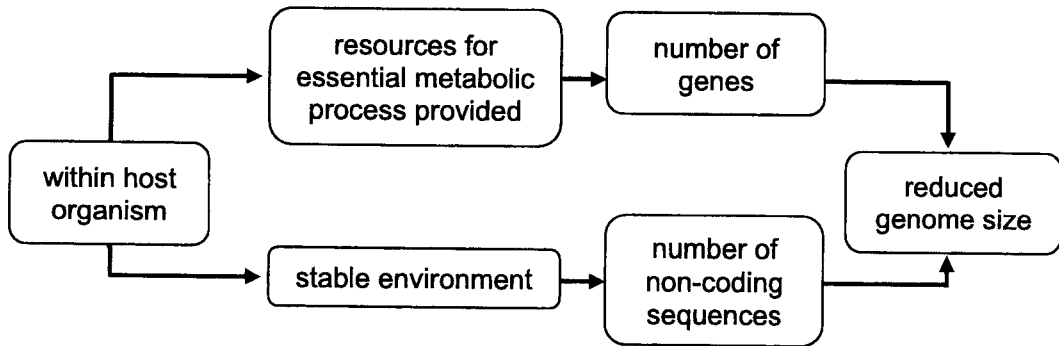 within host
organism
resources for
essential metabolic
process provided
number of
genes
stable environment
number of
non-coding
sequences
reduced
genome size